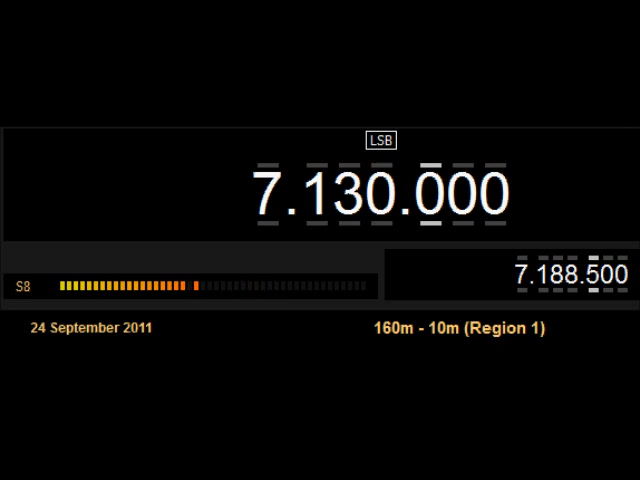 LSB
7.130.000
7.188.500
S8
24 September 2011
160m - 10m (Region 1)